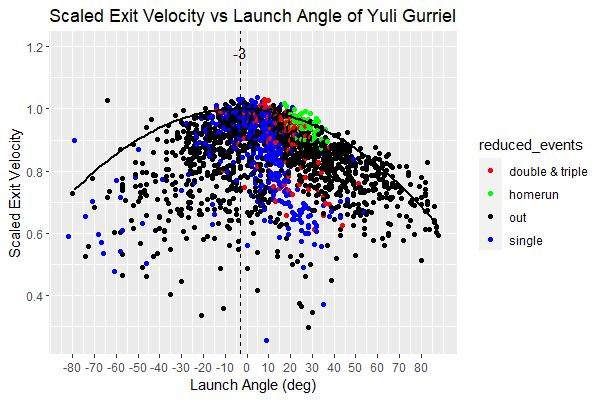 Scaled Exit Velocity vs Launch Angle of Yuli Gurriel
-3
1.2
1.0
0.8
0.6
0.4
Scaled Exit Velocity
-80 -70 -60 -50 -40 -30 -20 -10 0 10 20 30 40 50 60 70 80
Launch Angle (deg)
reduced_events
double & triple
homerun
out
single